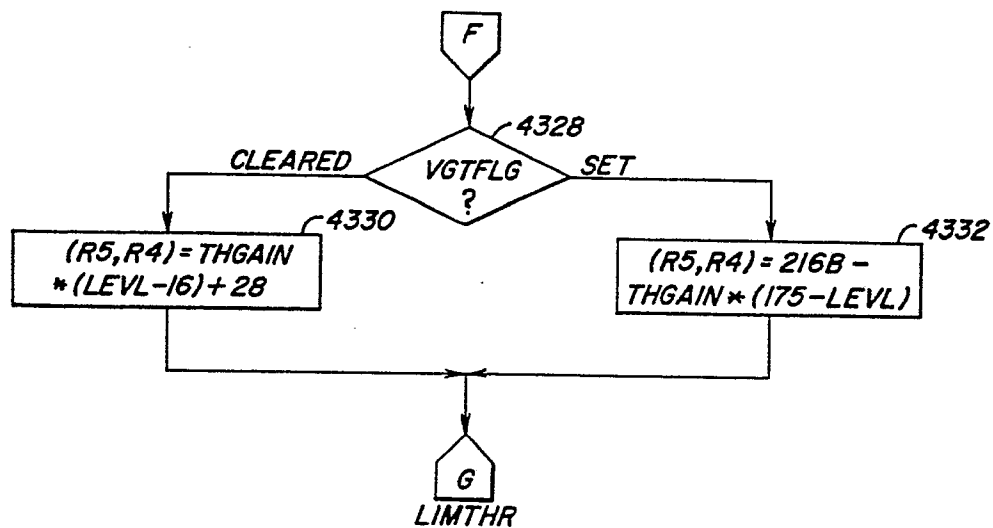 F
4328
CLEARED
VGTFLG
?
SET
4330
(R5,R4)=THGAIN
*(LEVL-16)+28
4332
(R5,R4)=216B-
THGAIN*(175-LEVL)
G
LIMTHR